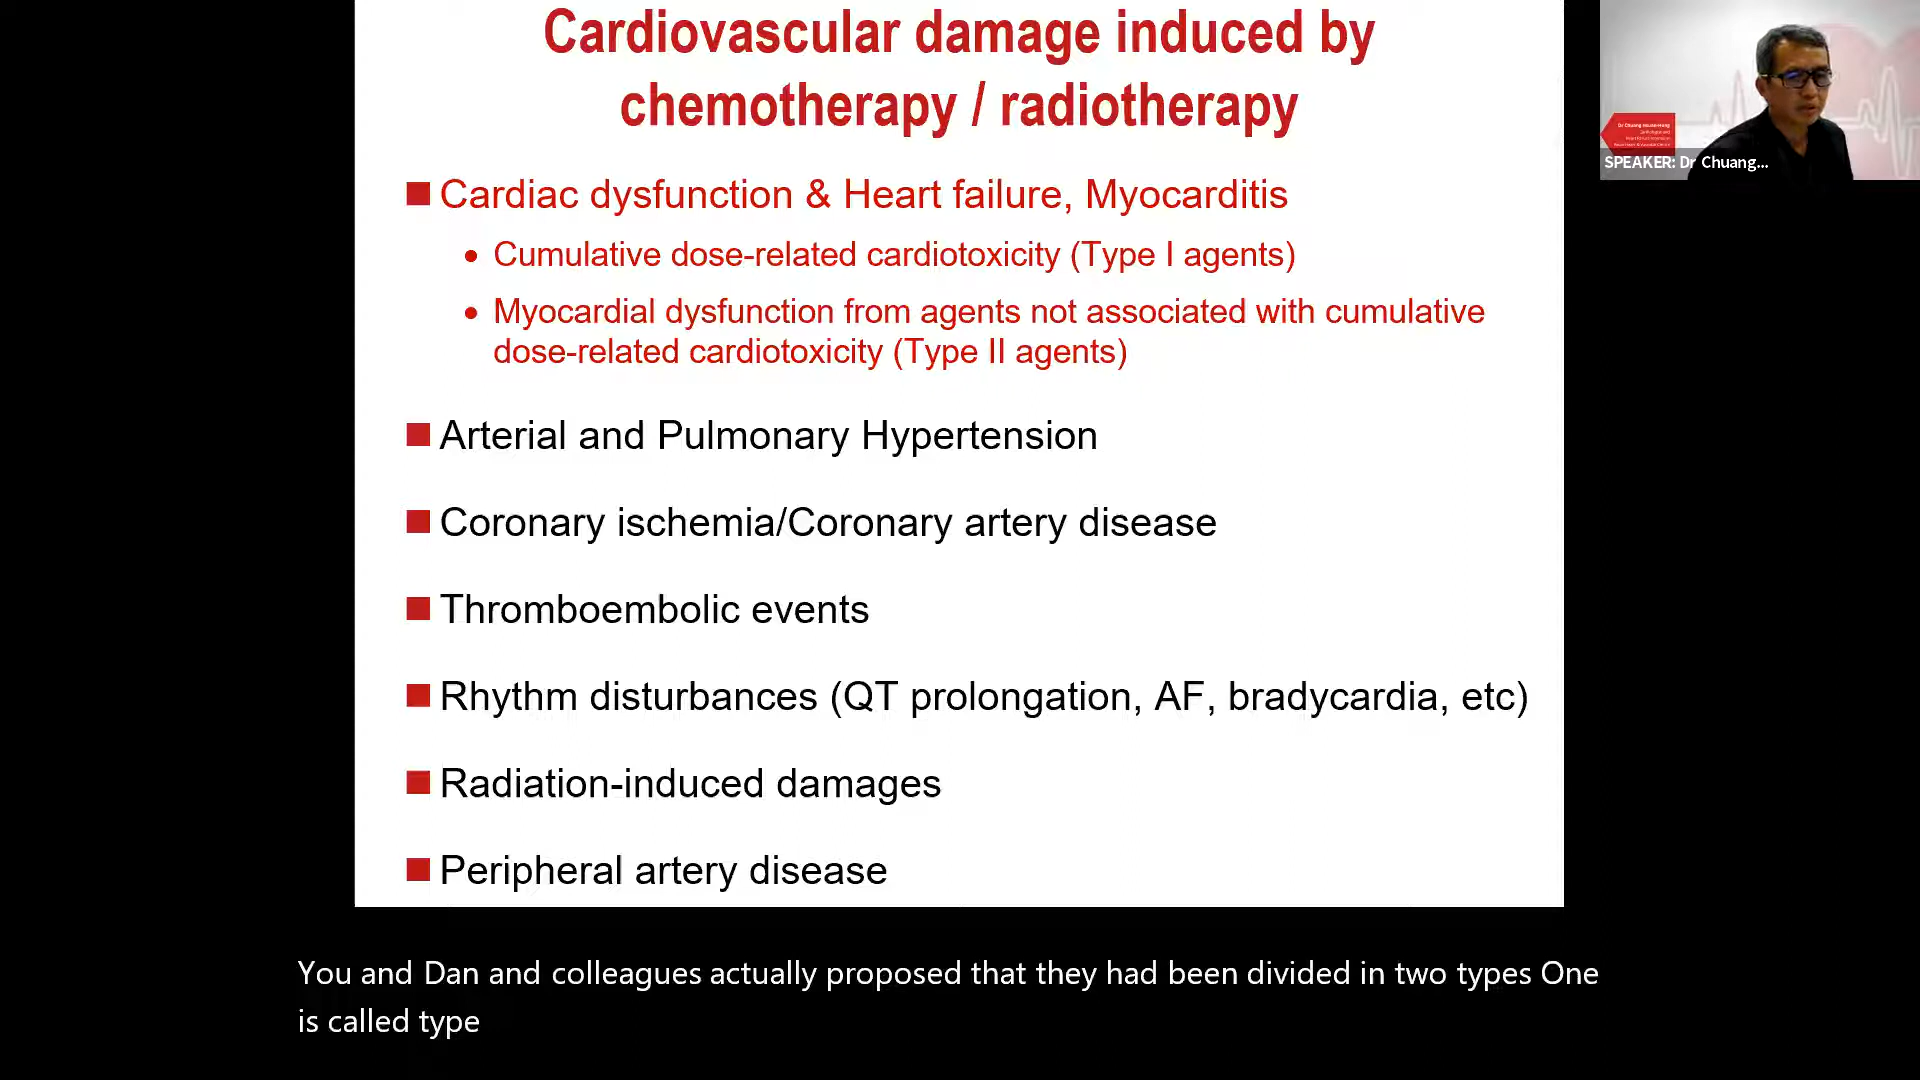 Cardiovascular damage induced by
chemotherapy / radiotherapy
Cardiac dysfunction & Heart failure, Myocarditis
Cumulative dose-related cardiotoxicity (Type I agents)
Myocardial dysfunction from agents not associated with cumulative
dose-related cardiotoxicity (Type II agents)
Arterial and Pulmonary Hypertension
Coronary ischemia/Coronary artery disease
Thromboembolic events
Rhythm disturbances (QT prolongation, AF, bradycardia, etc)
Radiation-induced damages
Peripheral artery disease
SPEAKER: Dr Chuang...
You and Dan and colleagues actually proposed that they had been divided in two types One
is called type